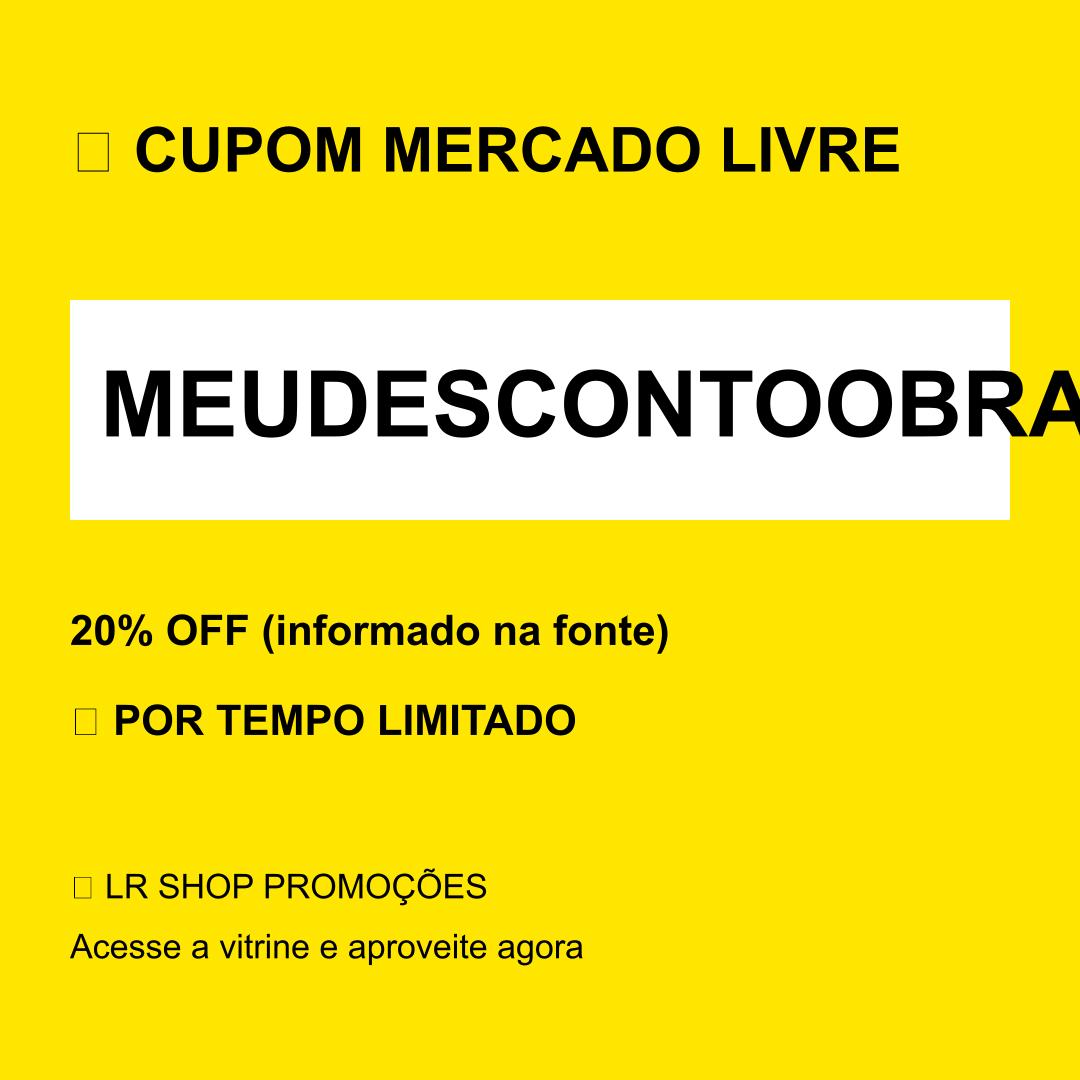 CUPOM MERCADO LIVRE
MEUDESCONTOOBRA
20% OFF (informado na fonte)
POR TEMPO LIMITADO
LR SHOP PROMOÇÕES
Acesse a vitrine e aproveite agora